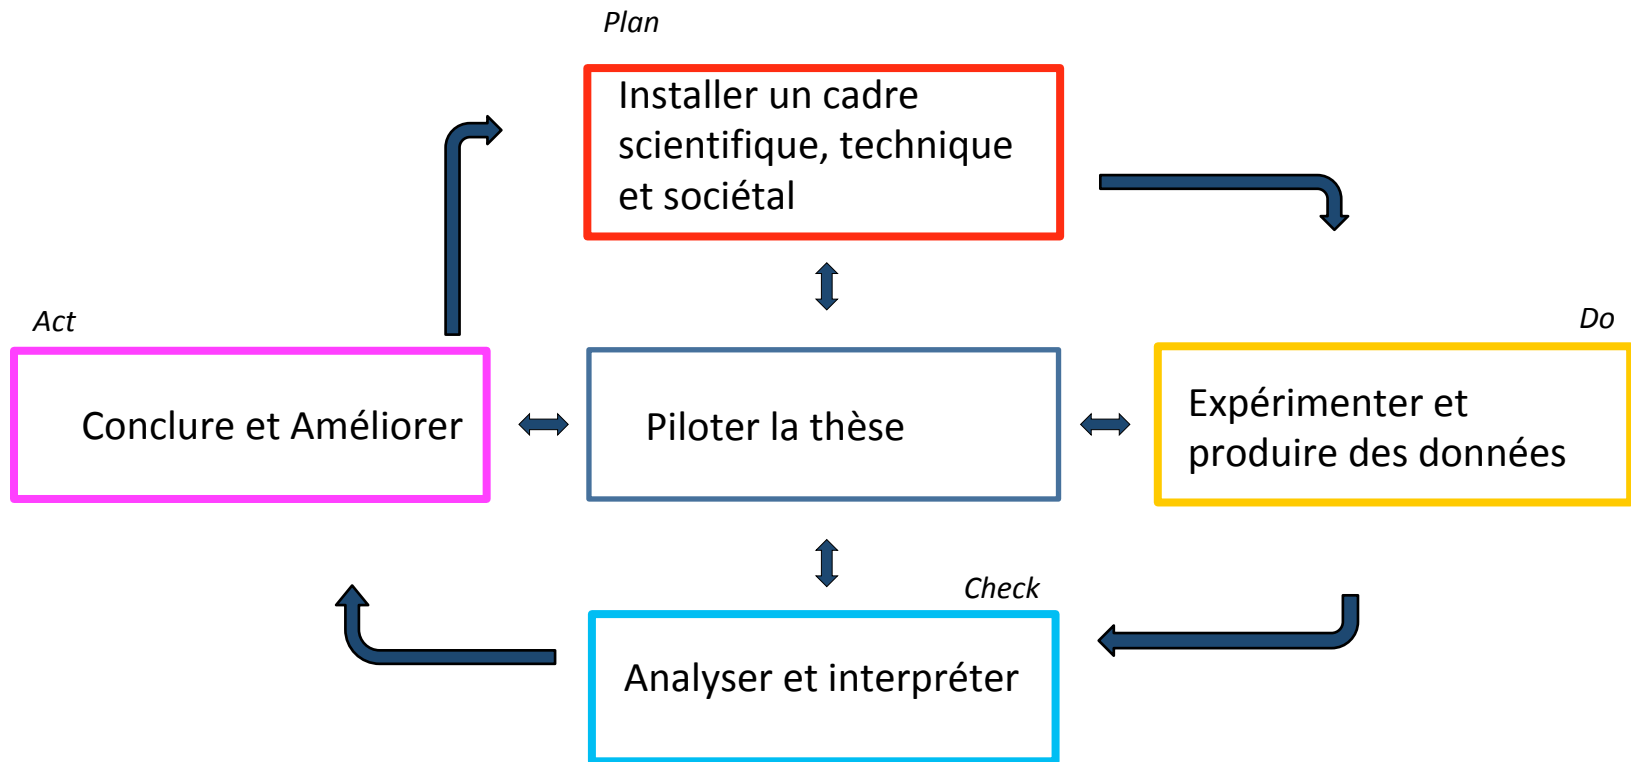 Plan
Installer un cadre
scientifique, technique
et sociétal
Act
Do
Conclure et Améliorer
Piloter la thèse
Expérimenter et
produire des données
Check
Analyser et interpréter